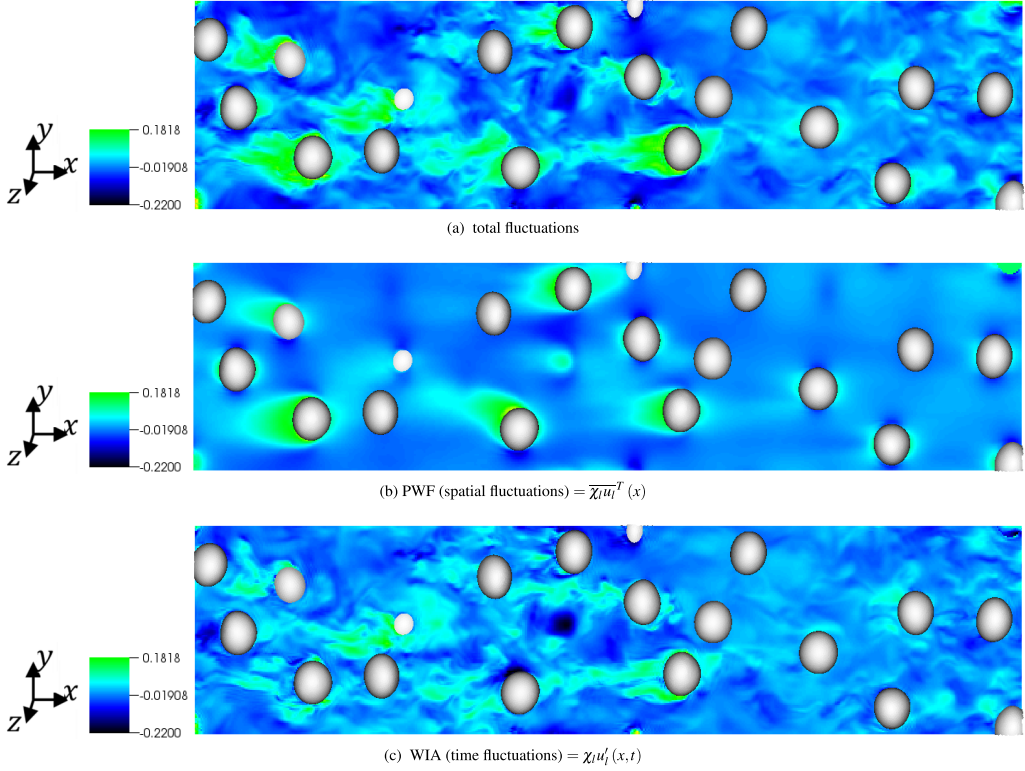 y
x
z
0.1818
-0.01908
-0.2200
(a) total fluctuations
y
x
z
0.1818
-0.01908
-0.2200
(b) PWF (spatial fluctuations) = $\overline{\chi_l u_l}^T (x)$
y
x
z
0.1818
-0.01908
-0.2200
(c) WIA (time fluctuations) = $\chi_l u_l' (x, t)$